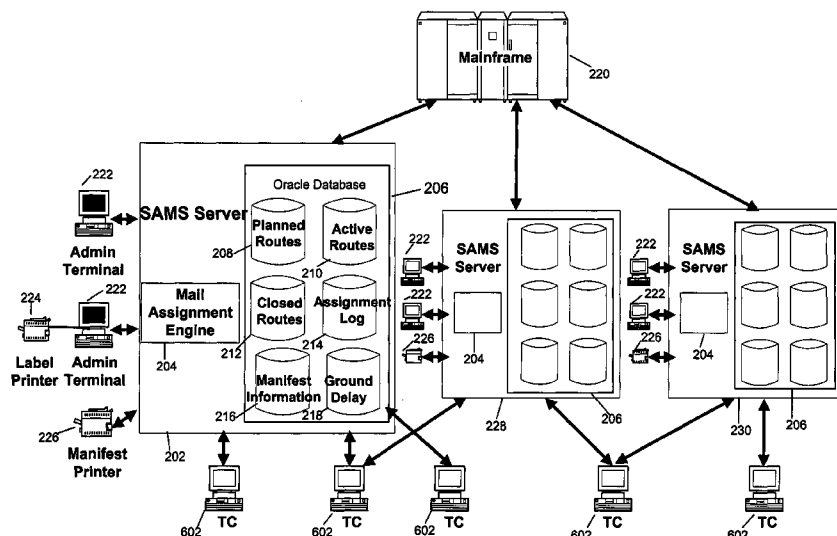 Mainframe
220
222
SAMS Server
Oracle Database
206
Planned
Routes
Active
Routes
208
210
Admin
Terminal
Closed
Routes
Assignment
Log
212
214
Mail
Assignment
Engine
204
224
222
Label
Printer
Admin
Terminal
Manifest
Information
Ground
Delay
216
218
226
Manifest
Printer
202
222
SAMS
Server
222
226
204
206
228
222
SAMS
Server
222
226
204
206
230
TC
602
TC
602
TC
602
TC
602
TC
602